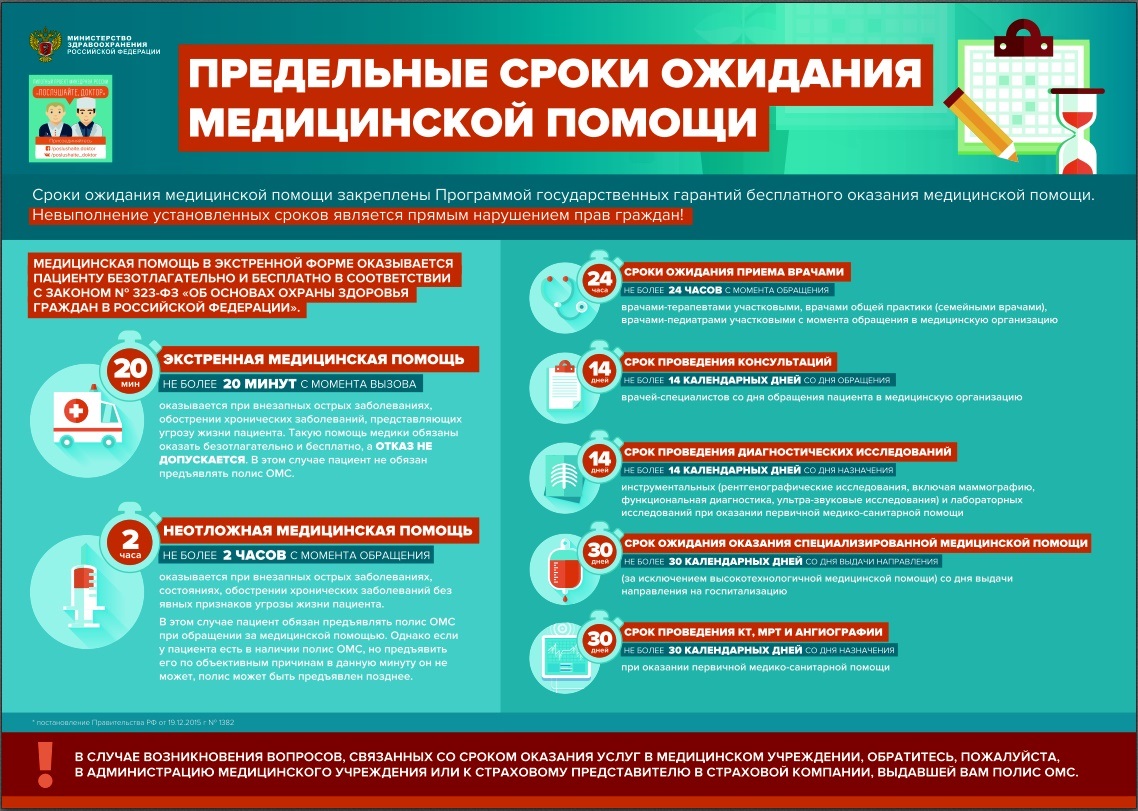 МИНИСТЕРСТВО
ЗДРАВООХРАНЕНИЯ
РОССИЙСКОЙ ФЕДЕРАЦИИ
«ПОСЛУШАЙТЕ, ДОКТОР»
/poslushaite.doktor
/poslushaite_doktor
ПРЕДЕЛЬНЫЕ СРОКИ ОЖИДАНИЯ
МЕДИЦИНСКОЙ ПОМОЩИ
Сроки ожидания медицинской помощи закреплены Программой государственных гарантий бесплатного оказания медицинской помощи.
Невыполнение установленных сроков является прямым нарушением прав граждан!
МЕДИЦИНСКАЯ ПОМОЩЬ В ЭКСТРЕННОЙ ФОРМЕ ОКАЗЫВАЕТСЯ
ПАЦИЕНТУ БЕЗОТЛАГАТЕЛЬНО И БЕСПЛАТНО В СООТВЕТСТВИИ
С ЗАКОНОМ № 323-ФЗ «ОБ ОСНОВАХ ОХРАНЫ ЗДОРОВЬЯ
ГРАЖДАН В РОССИЙСКОЙ ФЕДЕРАЦИИ».
20
мин
ЭКСТРЕННАЯ МЕДИЦИНСКАЯ ПОМОЩЬ
НЕ БОЛЕЕ 20 МИНУТ С МОМЕНТА ВЫЗОВА
оказывается при внезапных острых заболеваниях,
обострении хронических заболеваний, представляющих
угрозу жизни пациента. Такую помощь медики обязаны
оказать безотлагательно и бесплатно, а ОТКАЗ НЕ
ДОПУСКАЕТСЯ. В этом случае пациент не обязан
предъявлять полис ОМС.
2
часа
НЕОТЛОЖНАЯ МЕДИЦИНСКАЯ ПОМОЩЬ
НЕ БОЛЕЕ 2 ЧАСОВ С МОМЕНТА ОБРАЩЕНИЯ
оказывается при внезапных острых заболеваниях,
состояниях, обострении хронических заболеваний без
явных признаков угрозы жизни пациента.
В этом случае пациент обязан предъявлять полис ОМС
при обращении за медицинской помощью. Однако если
у пациента есть в наличии полис ОМС, но предъявить
его по объективным причинам в данную минуту он не
может, полис может быть предъявлен позднее.
24
часа
СРОКИ ОЖИДАНИЯ ПРИЕМА ВРАЧАМИ
НЕ БОЛЕЕ 24 ЧАСОВ С МОМЕНТА ОБРАЩЕНИЯ
врачами-терапевтами участковыми, врачами общей практики (семейными врачами),
врачами-педиатрами участковыми с момента обращения в медицинскую организацию
14
дней
СРОК ПРОВЕДЕНИЯ КОНСУЛЬТАЦИЙ
НЕ БОЛЕЕ 14 КАЛЕНДАРНЫХ ДНЕЙ СО ДНЯ ОБРАЩЕНИЯ
врачей-специалистов со дня обращения пациента в медицинскую организацию
14
дней
СРОК ПРОВЕДЕНИЯ ДИАГНОСТИЧЕСКИХ ИССЛЕДОВАНИЙ
НЕ БОЛЕЕ 14 КАЛЕНДАРНЫХ ДНЕЙ СО ДНЯ НАЗНАЧЕНИЯ
инструментальных (рентгенографические исследования, включая маммографию,
функциональная диагностика, ультра-звуковые исследования) и лабораторных
исследований при оказании первичной медико-санитарной помощи
30
дней
СРОК ОЖИДАНИЯ ОКАЗАНИЯ СПЕЦИАЛИЗИРОВАННОЙ МЕДИЦИНСКОЙ ПОМОЩИ
НЕ БОЛЕЕ 30 КАЛЕНДАРНЫХ ДНЕЙ СО ДНЯ ВЫДАЧИ НАПРАВЛЕНИЯ
(за исключением высокотехнологичной медицинской помощи) со дня выдачи
направления на госпитализацию
30
дней
СРОК ПРОВЕДЕНИЯ КТ, МРТ И АНГИОГРАФИИ
НЕ БОЛЕЕ 30 КАЛЕНДАРНЫХ ДНЕЙ СО ДНЯ НАЗНАЧЕНИЯ
при оказании первичной медико-санитарной помощи
* постановление Правительства РФ от 19.12.2015 г № 1382
! В СЛУЧАЕ ВОЗНИКНОВЕНИЯ ВОПРОСОВ, СВЯЗАННЫХ СО СРОКОМ ОКАЗАНИЯ УСЛУГ В МЕДИЦИНСКОМ УЧРЕЖДЕНИИ, ОБРАТИТЕСЬ, ПОЖАЛУЙСТА,
В АДМИНИСТРАЦИЮ МЕДИЦИНСКОГО УЧРЕЖДЕНИЯ ИЛИ К СТРАХОВОМУ ПРЕДСТАВИТЕЛЮ В СТРАХОВОЙ КОМПАНИИ, ВЫДАВШЕЙ ВАМ ПОЛИС ОМС.